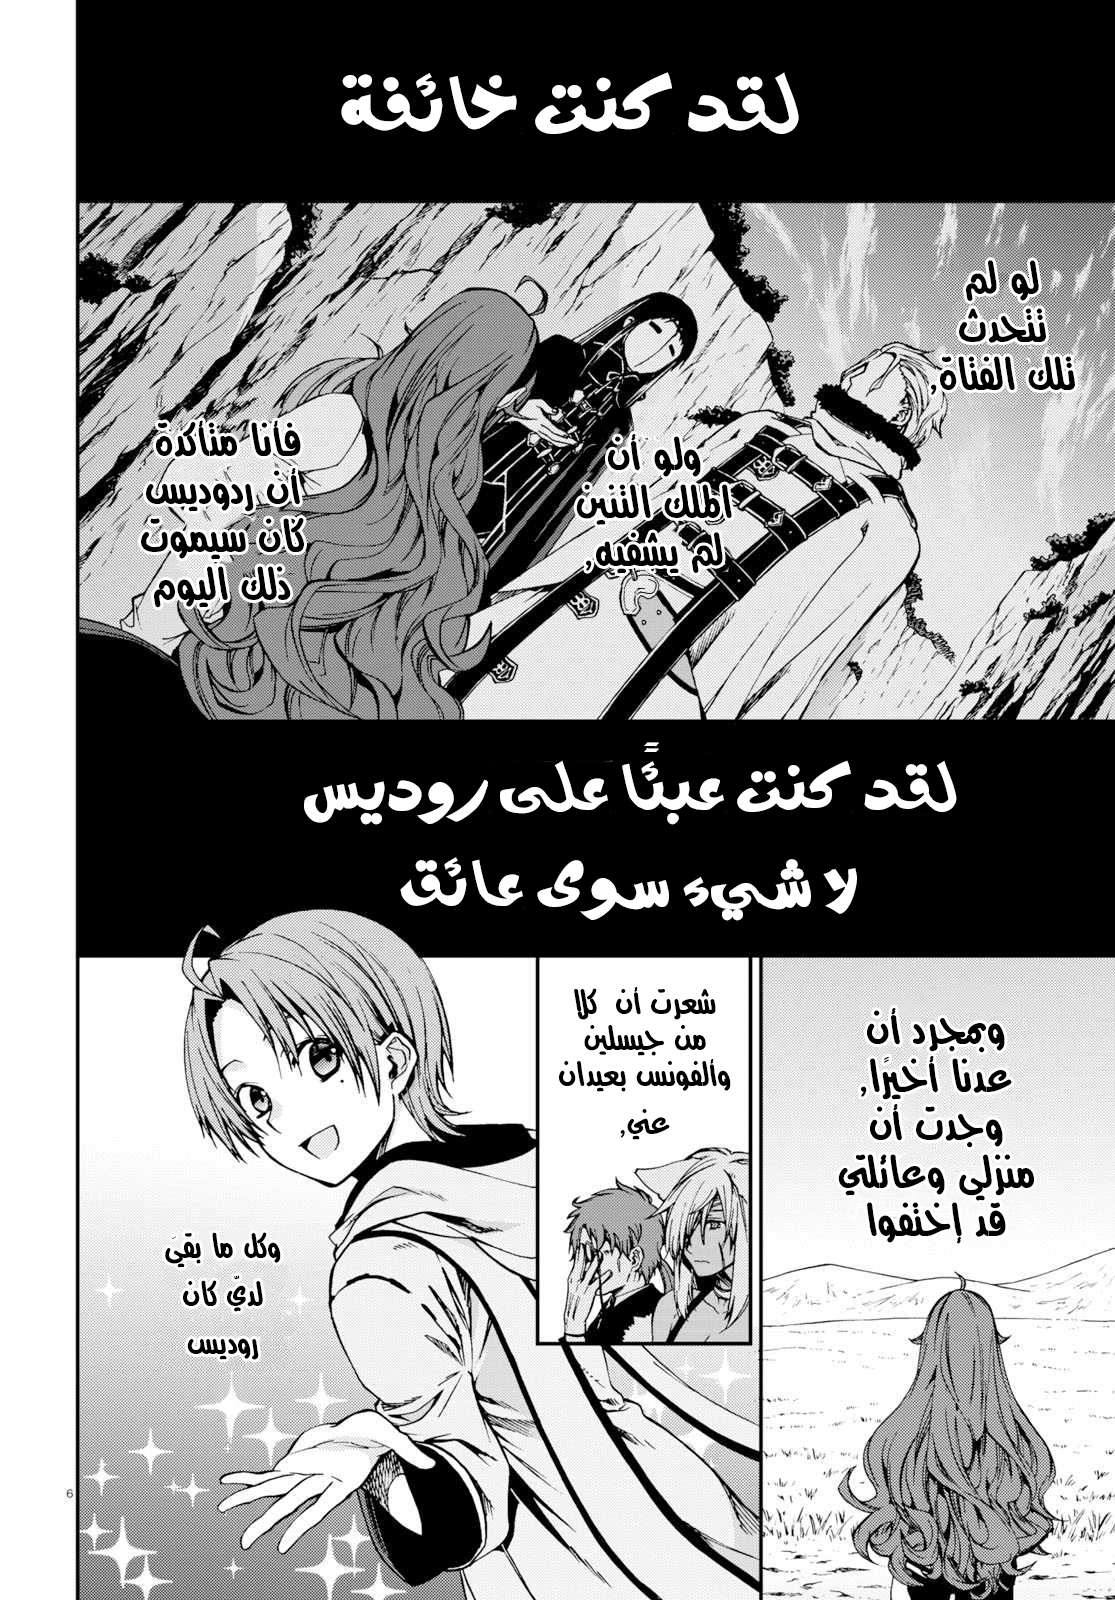 لقد كنت خائفة
لو لم
تتحدث
تلك الفتاة,
ولو أن
الملك التنين
لم يشفيه,
فأنا متأكدة
أن ردوديس
كان سيموت
ذلك اليوم
لقد كنت عبئًا على روديس
لا شيء سوى عائق
وبمجرد أن
عدنا أخيرًا,
وجدت أن
منزلي وعائلتي
قد إختفوا
شعرت أن كلا
من جيسلين
وألفونس بعيدان
عني,
وكل ما بقيَ
لديّ كان
روديس
6